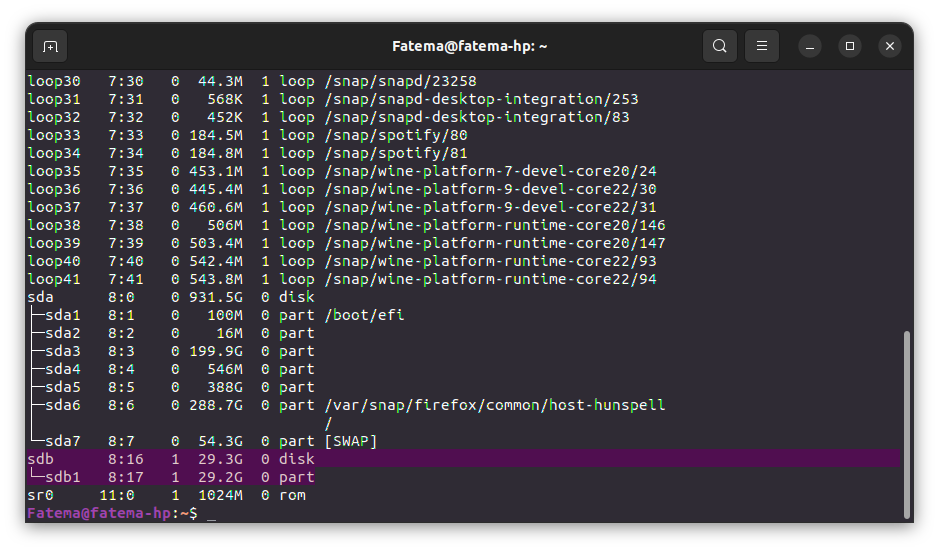 Fatema@fatema-hp: ~
loop30   7:30   0  44.3M  1 loop /snap/snapd/23258
loop31   7:31   0   568K  1 loop /snap/snapd-desktop-integration/253
loop32   7:32   0   452K  1 loop /snap/snapd-desktop-integration/83
loop33   7:33   0 184.5M  1 loop /snap/spotify/80
loop34   7:34   0 184.8M  1 loop /snap/spotify/81
loop35   7:35   0 453.1M  1 loop /snap/wine-platform-7-devel-core20/24
loop36   7:36   0 445.4M  1 loop /snap/wine-platform-9-devel-core22/30
loop37   7:37   0 460.6M  1 loop /snap/wine-platform-9-devel-core22/31
loop38   7:38   0   506M  1 loop /snap/wine-platform-runtime-core20/146
loop39   7:39   0 503.4M  1 loop /snap/wine-platform-runtime-core20/147
loop40   7:40   0 542.4M  1 loop /snap/wine-platform-runtime-core22/93
loop41   7:41   0 543.8M  1 loop /snap/wine-platform-runtime-core22/94
sda      8:0    0 931.5G  0 disk
├─sda1   8:1    0   100M  0 part /boot/efi
├─sda2   8:2    0    16M  0 part
├─sda3   8:3    0 199.9G  0 part
├─sda4   8:4    0   546M  0 part
├─sda5   8:5    0   388G  0 part
├─sda6   8:6    0 288.7G  0 part /var/snap/firefox/common/host-hunspell
│                                /
└─sda7   8:7    0  54.3G  0 part [SWAP]
sdb      8:16   1  29.3G  0 disk
└─sdb1   8:17   1  29.2G  0 part
sr0     11:0    1  1024M  0 rom
Fatema@fatema-hp:~$ _